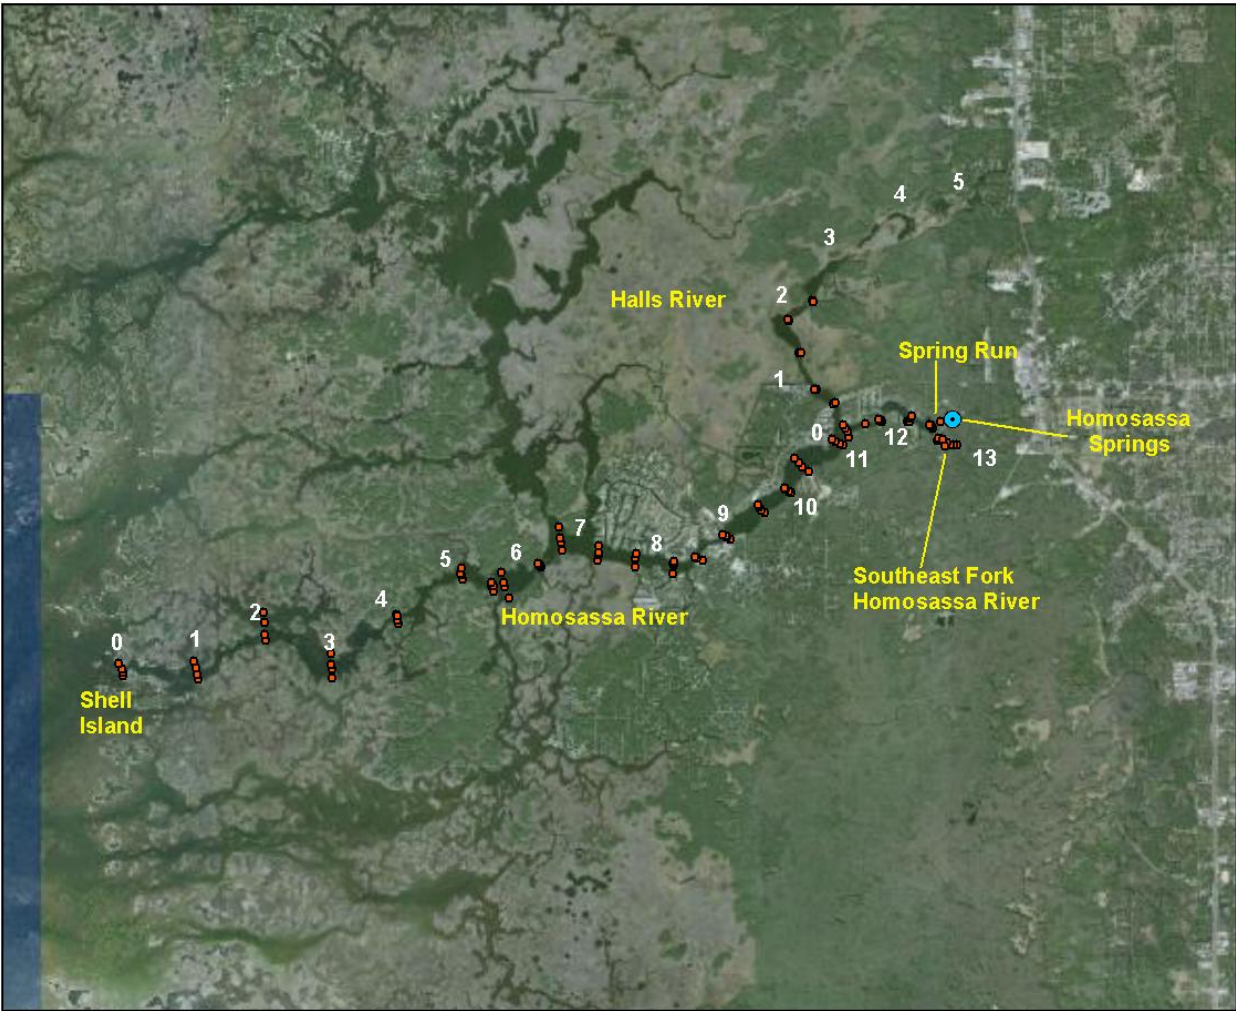 5
4
3
2
Halls River
Spring Run
1
Homosassa
Springs
0
12
11
13
10
9
7
8
6
5
Southeast Fork
Homosassa River
4
Homosassa River
2
3
1
0
Shell
Island